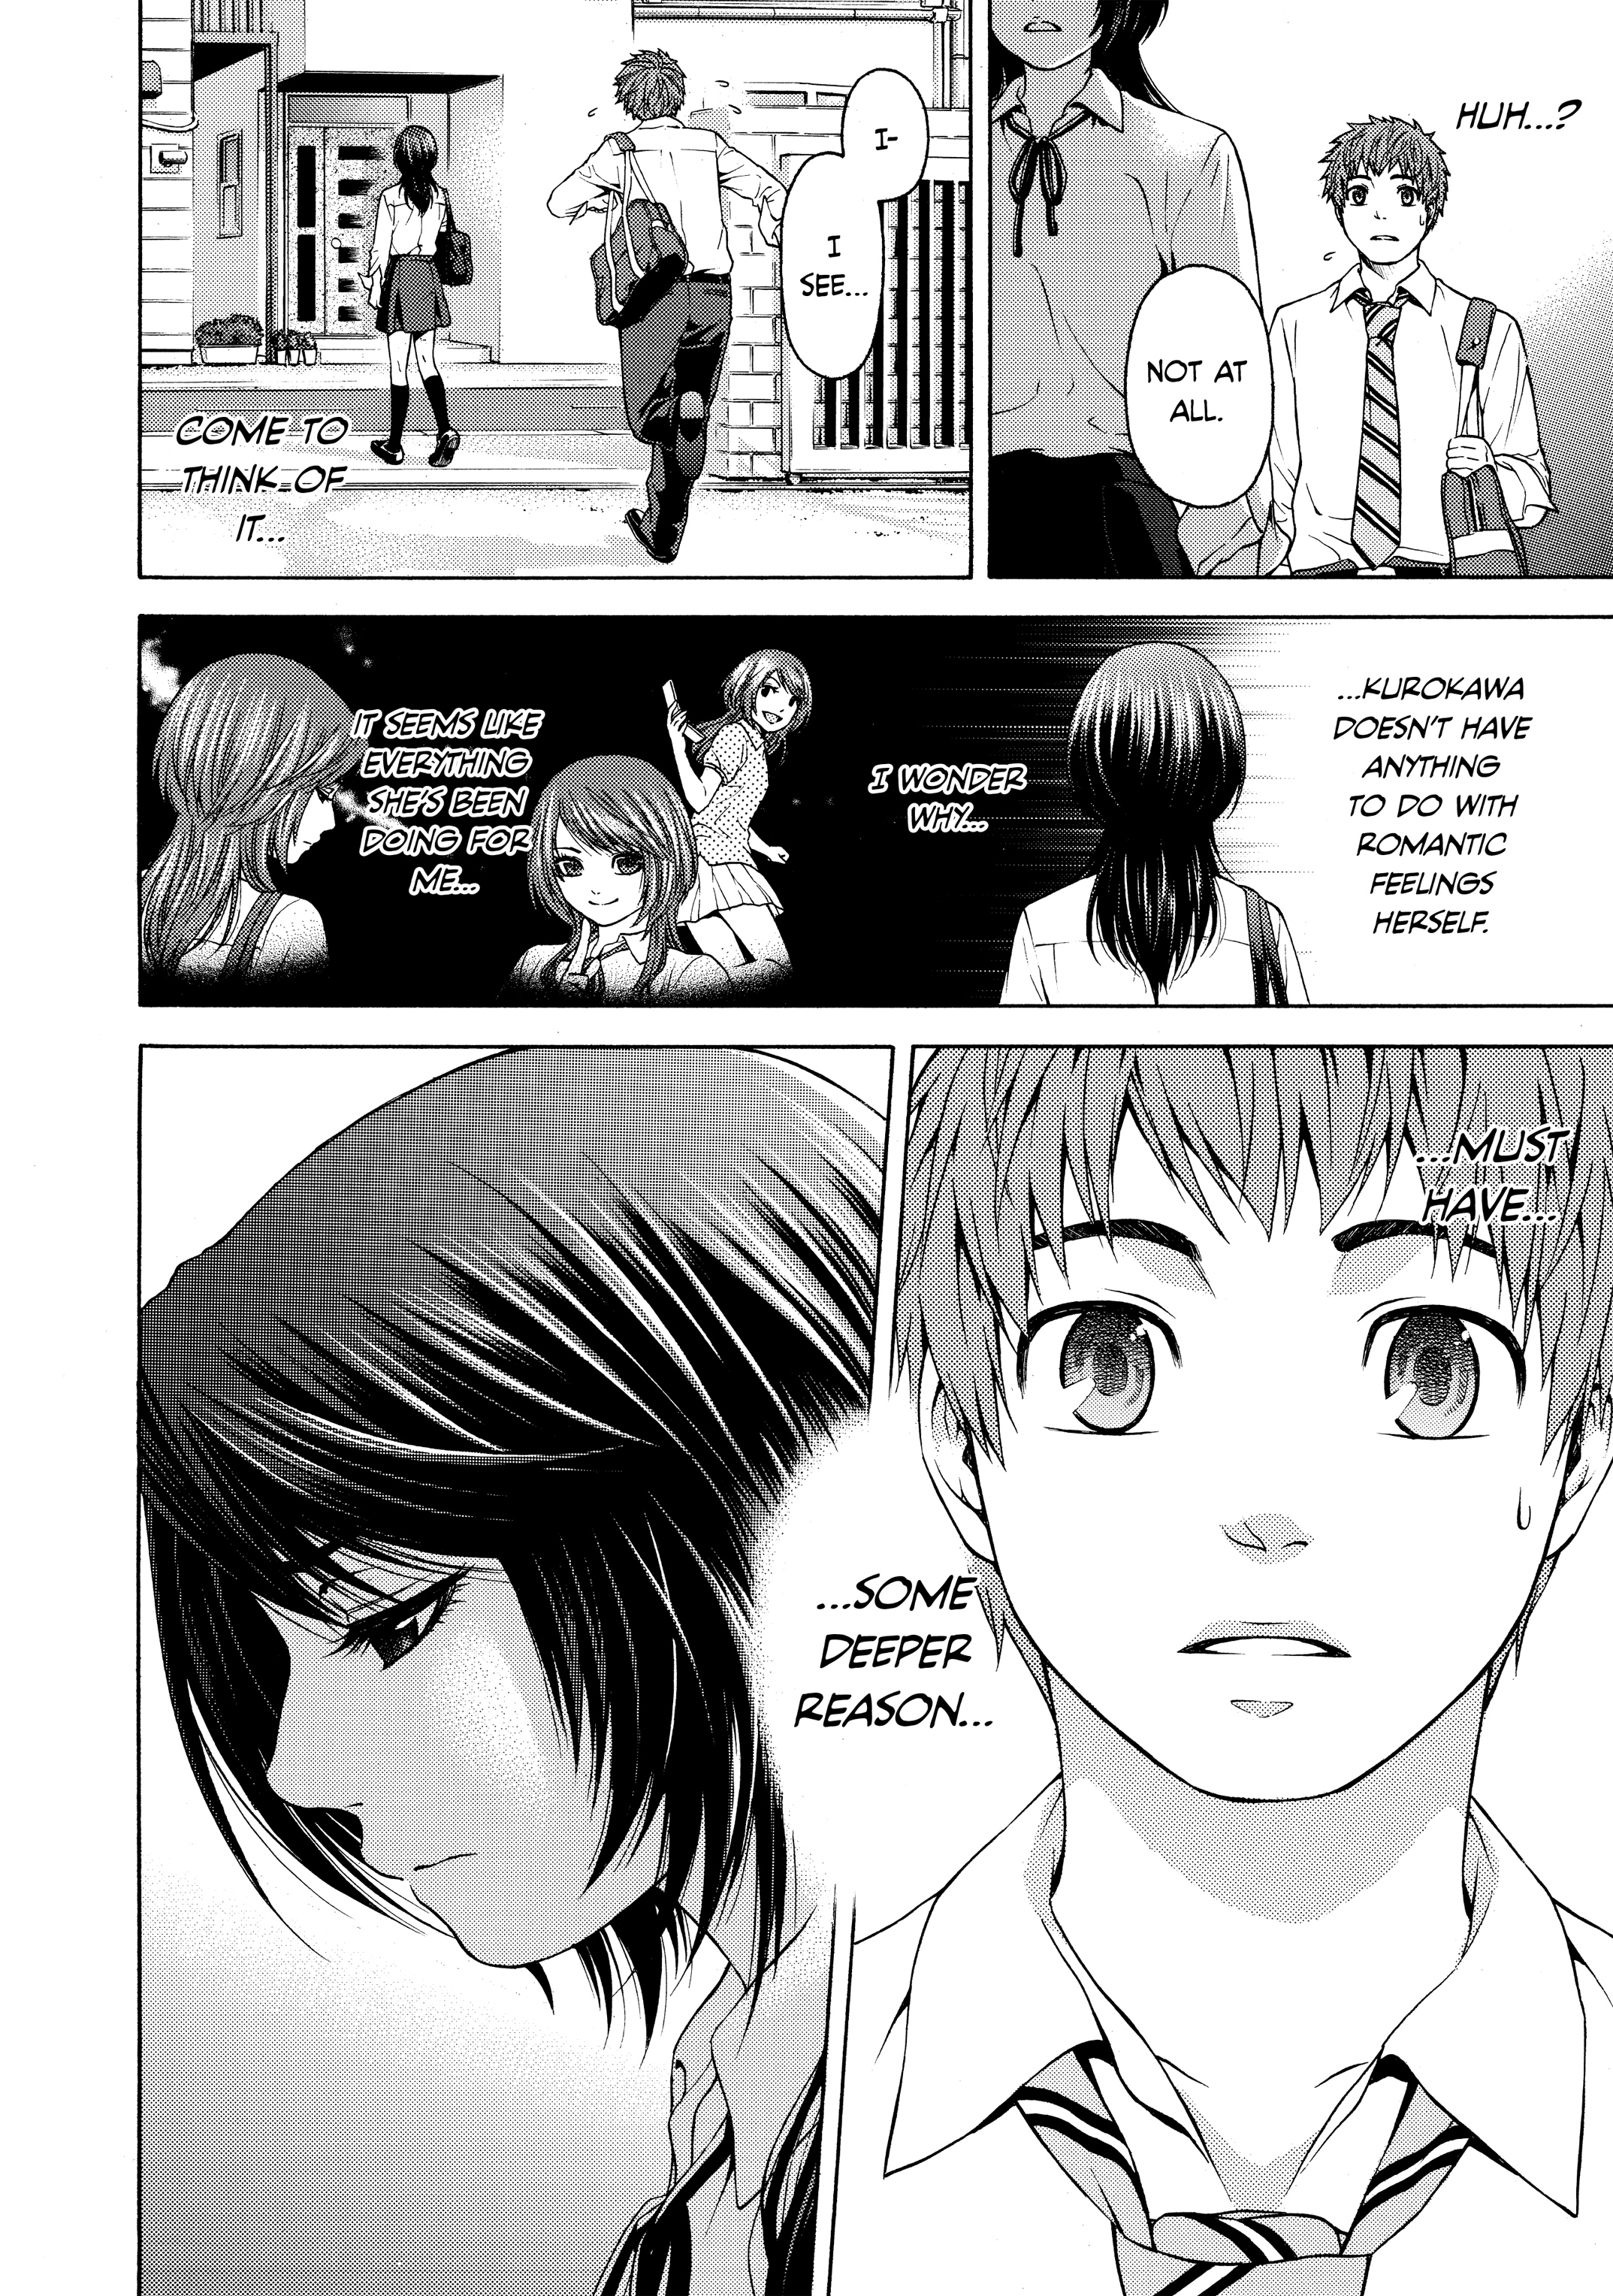 HUH...?
NOT AT
ALL.
I-
I
SEE...
COME TO
THINK OF
IT...
...KUROKAWA
DOESN'T HAVE
ANYTHING
TO DO WITH
ROMANTIC
FEELINGS
HERSELF.
I WONDER
WHY...
IT SEEMS LIKE
EVERYTHING
SHE'S BEEN
DOING FOR
ME...
...MUST
HAVE...
...SOME
DEEPER
REASON...